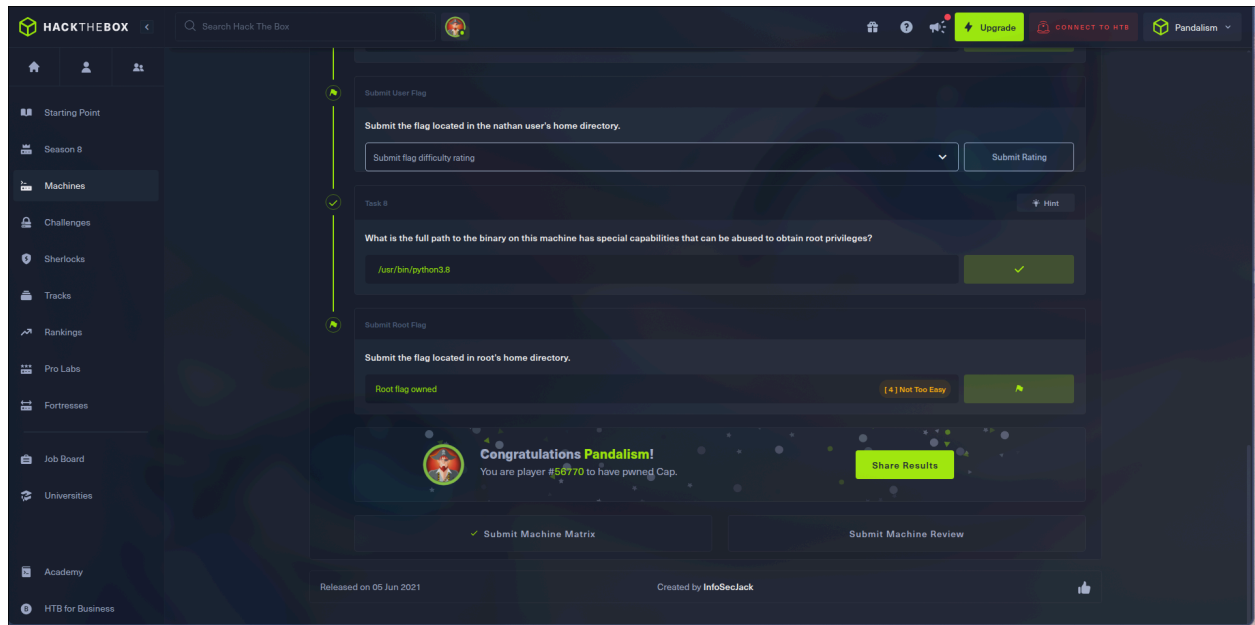 HACKTHEBOX
Search Hack The Box
Upgrade
CONNECT TO HTB
Pandalism
Starting Point
Season 8
Machines
Challenges
Sherlocks
Tracks
Rankings
Pro Labs
Fortresses
Job Board
Universities
Academy
HTB for Business
Submit User Flag
Submit the flag located in the nathan user's home directory.
Submit flag difficulty rating
Submit Rating
Task 8
Hint
What is the full path to the binary on this machine has special capabilities that can be abused to obtain root privileges?
/usr/bin/python3.8
Submit Root Flag
Submit the flag located in root's home directory.
Root flag owned
[ 4 ] Not Too Easy
Congratulations Pandalism!
You are player #56770 to have pwned Cap.
Share Results
Submit Machine Matrix
Submit Machine Review
Released on 05 Jun 2021
Created by InfoSecJack